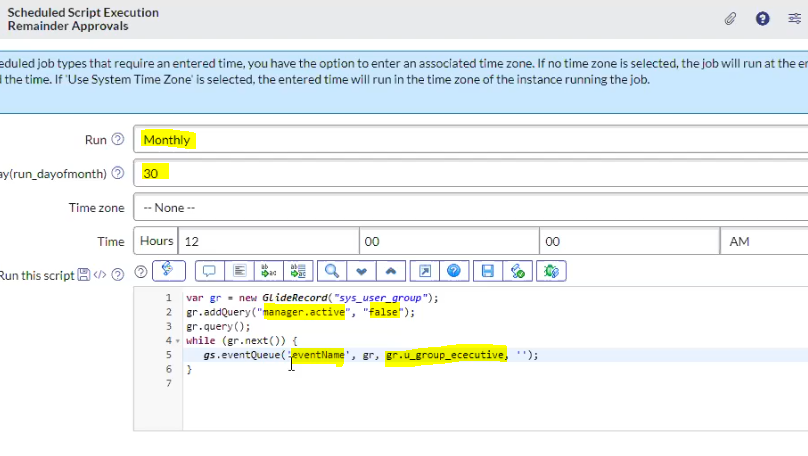 Scheduled Script Execution
Remainder Approvals
eduled job types that require an entered time, you have the option to enter an associated time zone. If no time zone is selected, the job will run at the en
d the time. If 'Use System Time Zone' is selected, the entered time will run in the time zone of the instance running the job.
Run Monthly
ay(run_dayofmonth) 30
Time zone -- None --
Time Hours 12 00 00 AM
Run this script
1 var gr = new GlideRecord("sys_user_group");
2 gr.addQuery("manager.active", "false");
3 gr.query();
4 while (gr.next()) {
5 gs.eventQueue('eventName', gr, gr.u_group_ececutive, '');
6 }
7